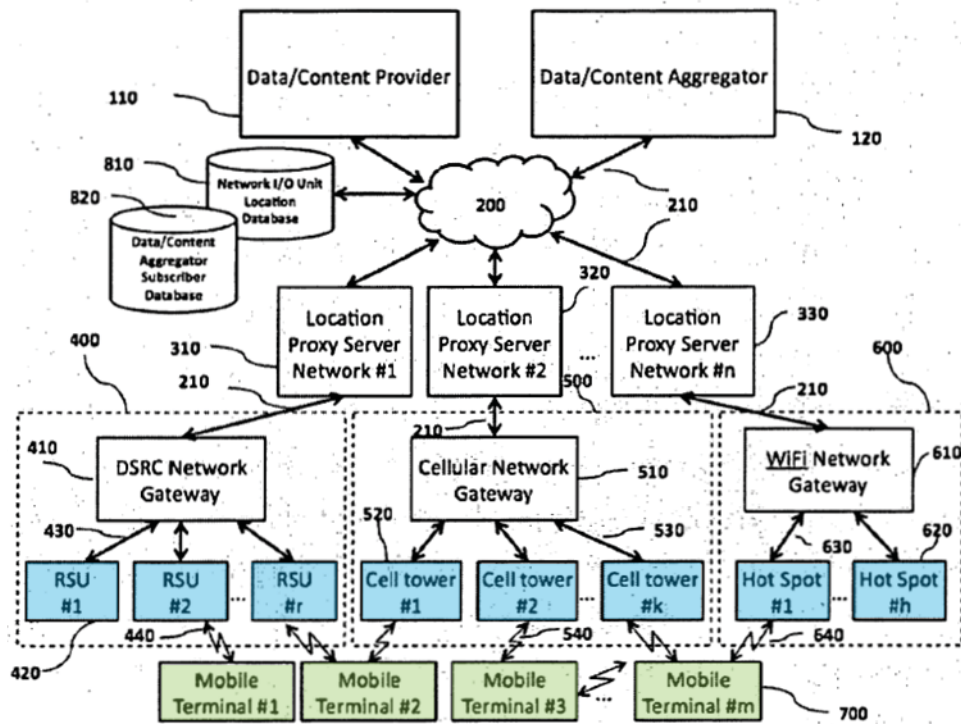 Data/Content Provider
Data/Content Aggregator
110
120
810
Network I/O Unit
Location
Database
820
Data/Content
Aggregator
Subscriber
Database
200
210
210
320
Location
Proxy Server
Network #1
Location
Proxy Server
Network #2
...
Location
Proxy Server
Network #n
310
330
400
500
600
210
210
210
410
DSRC Network
Gateway
Cellular Network
Gateway
510
WiFi Network
Gateway
610
430
520
530
630
620
RSU
#1
RSU
#2
...
RSU
#r
Cell tower
#1
Cell tower
#2
...
Cell tower
#k
Hot Spot
#1
...
Hot Spot
#h
420
440
540
640
Mobile
Terminal #1
Mobile
Terminal #2
Mobile
Terminal #3
...
Mobile
Terminal #m
700